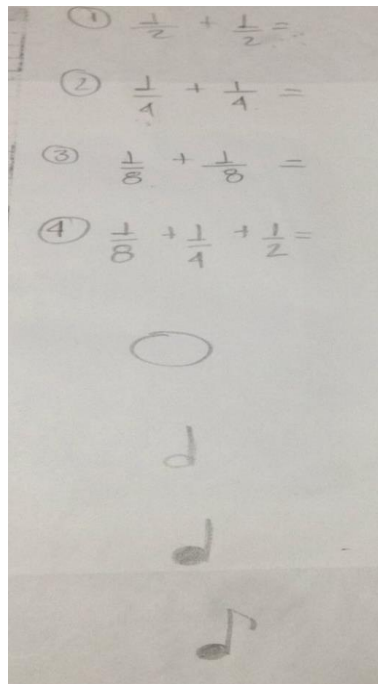 ① 1/2 + 1/2 =
② 1/4 + 1/4 =
③ 1/8 + 1/8 =
④ 1/8 + 1/4 + 1/2 =